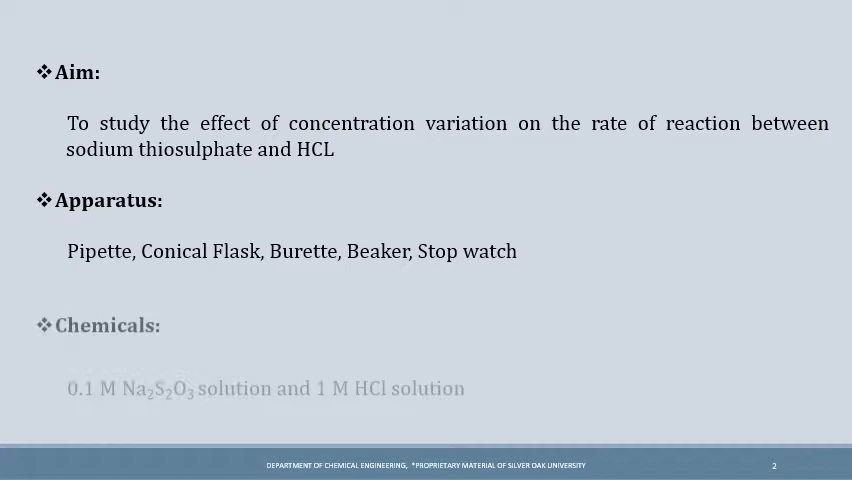 ❖Aim:
To study the effect of concentration variation on the rate of reaction between
sodium thiosulphate and HCL
❖Apparatus:
Pipette, Conical Flask, Burette, Beaker, Stop watch
❖Chemicals:
0.1 M Na₂S₂O₃ solution and 1 M HCl solution
DEPARTMENT OF CHEMICAL ENGINEERING, *PROPRIETARY MATERIAL OF SILVER OAK UNIVERSITY 2